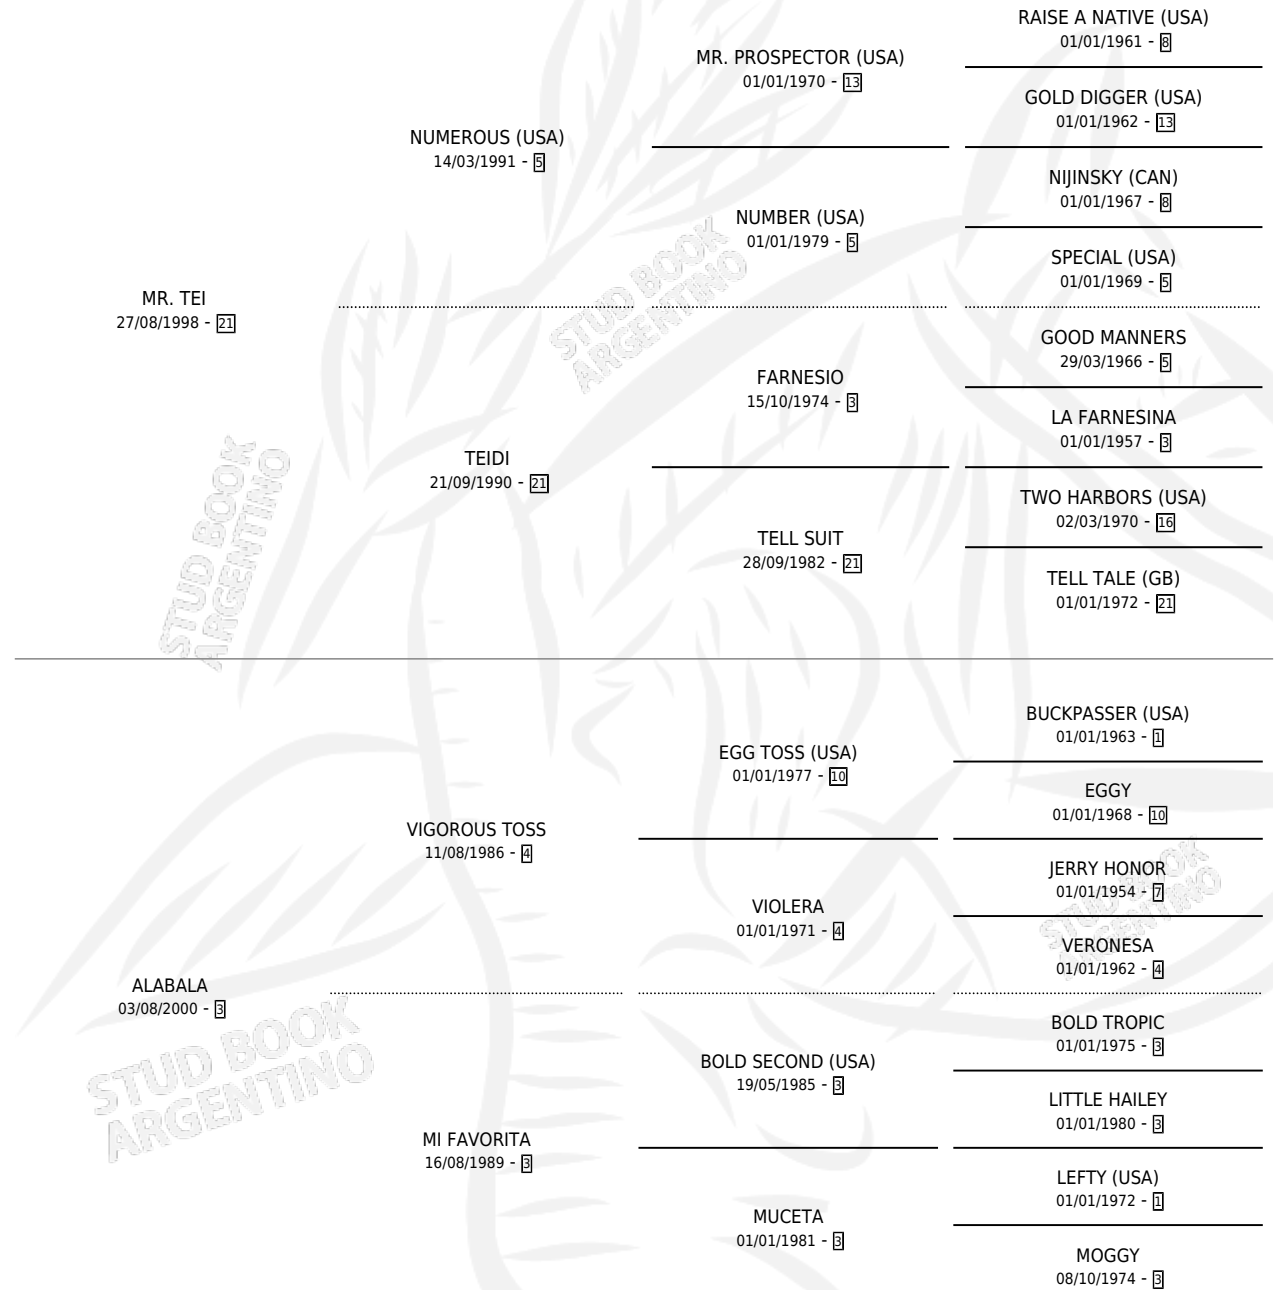 RAISE A NATIVE (USA)
01/01/1961 - 8
MR. PROSPECTOR (USA)
01/01/1970 - 13
GOLD DIGGER (USA)
01/01/1962 - 13
NUMEROUS (USA)
14/03/1991 - 5
NIJINSKY (CAN)
01/01/1967 - 8
NUMBER (USA)
01/01/1979 - 5
SPECIAL (USA)
01/01/1969 - 5
MR. TEI
27/08/1998 - 21
STUD BOOK
ARGENTINO
GOOD MANNERS
29/03/1966 - 5
FARNESIO
15/10/1974 - 3
LA FARNESINA
01/01/1957 - 3
TEIDI
21/09/1990 - 21
TWO HARBORS (USA)
02/03/1970 - 16
TELL SUIT
28/09/1982 - 21
TELL TALE (GB)
01/01/1972 - 21
STUD BOOK
ARGENTINO
BUCKPASSER (USA)
01/01/1963 - 1
EGG TOSS (USA)
01/01/1977 - 10
EGGY
01/01/1968 - 10
VIGOROUS TOSS
11/08/1986 - 4
JERRY HONOR
01/01/1954 - 7
VIOLERA
01/01/1971 - 4
VERONESA
01/01/1962 - 4
STUD BOOK
ARGENTINO
ALABALA
03/08/2000 - 3
BOLD TROPIC
01/01/1975 - 3
BOLD SECOND (USA)
19/05/1985 - 3
LITTLE HAILEY
01/01/1980 - 3
STUD BOOK
ARGENTINO
MI FAVORITA
16/08/1989 - 3
LEFTY (USA)
01/01/1972 - 1
MUCETA
01/01/1981 - 3
MOGGY
08/10/1974 - 3